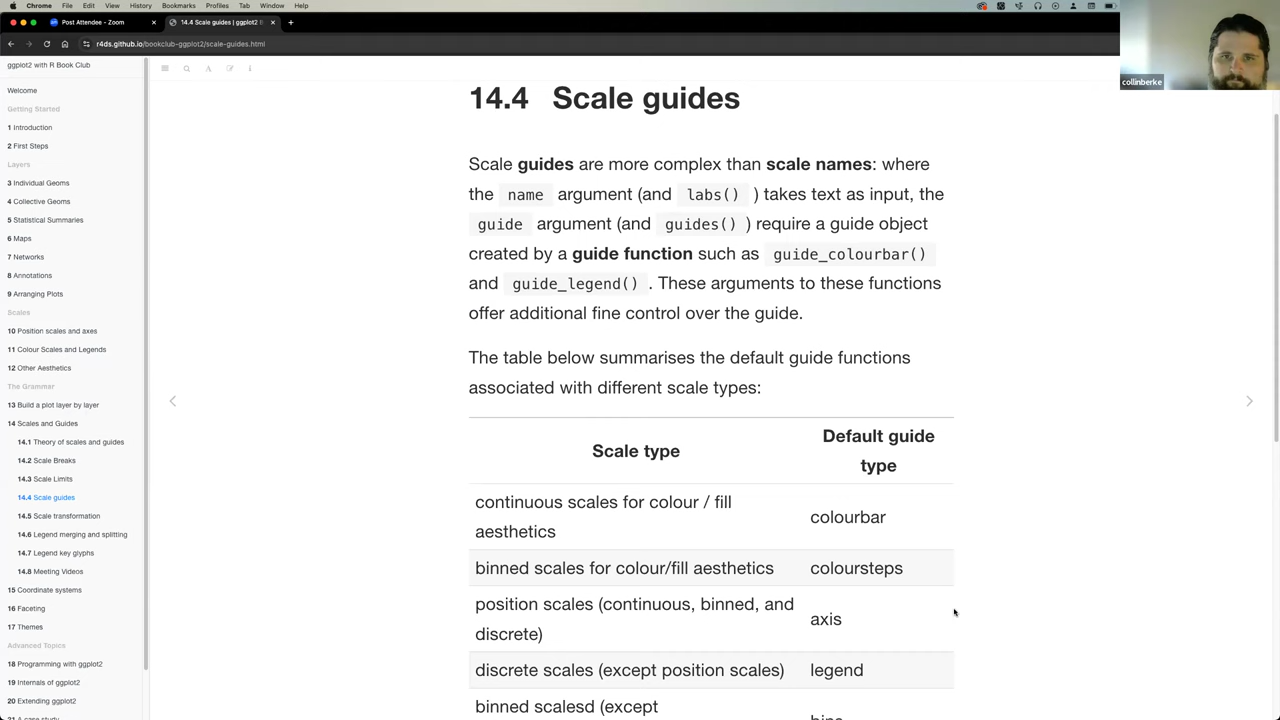 Chrome File Edit View History Bookmarks Profiles Tab Window Help
Post Attendee - Zoom
14.4 Scale guides | ggplot2 B
r4ds.github.io/bookclub-ggplot2/scale-guides.html
collinberke
ggplot2 with R Book Club
Welcome
Getting Started
1 Introduction
2 First Steps
Layers
3 Individual Geoms
4 Collective Geoms
5 Statistical Summaries
6 Maps
7 Networks
8 Annotations
9 Arranging Plots
Scales
10 Position scales and axes
11 Colour Scales and Legends
12 Other Aesthetics
The Grammar
13 Build a plot layer by layer
14 Scales and Guides
14.1 Theory of scales and guides
14.2 Scale Breaks
14.3 Scale Limits
14.4 Scale guides
14.5 Scale transformation
14.6 Legend merging and splitting
14.7 Legend key glyphs
14.8 Meeting Videos
15 Coordinate systems
16 Faceting
17 Themes
Advanced Topics
18 Programming with ggplot2
19 Internals of ggplot2
20 Extending ggplot2
21 A case study
14.4 Scale guides
Scale guides are more complex than scale names: where
the name argument (and labs() ) takes text as input, the
guide argument (and guides() ) require a guide object
created by a guide function such as guide_colourbar()
and guide_legend() . These arguments to these functions
offer additional fine control over the guide.
The table below summarises the default guide functions
associated with different scale types:
Scale type
Default guide
type
continuous scales for colour / fill
aesthetics
colourbar
binned scales for colour/fill aesthetics
coloursteps
position scales (continuous, binned, and
discrete)
axis
discrete scales (except position scales)
legend
binned scalesd (except
bins